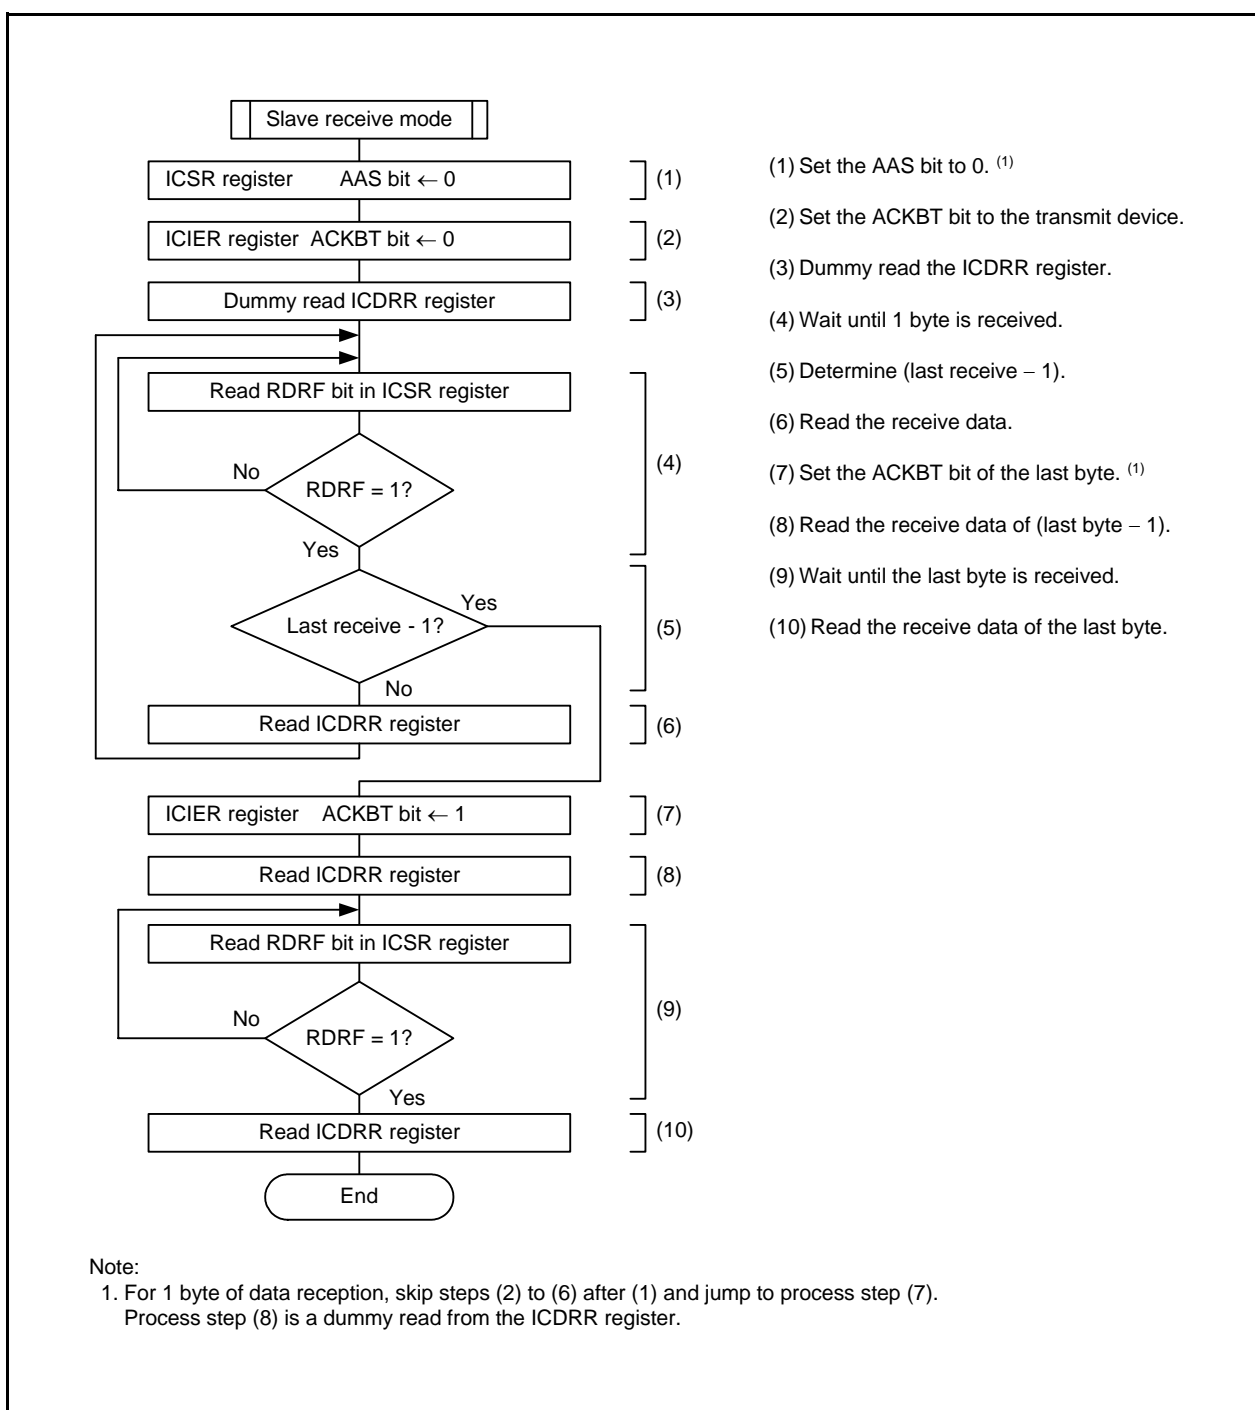 Slave receive mode
ICSR register AAS bit ← 0
(1)
ICIER register ACKBT bit ← 0
(2)
Dummy read ICDRR register
(3)
Read RDRF bit in ICSR register
No
RDRF = 1?
(4)
Yes
Last receive - 1?
Yes
(5)
No
Read ICDRR register
(6)
ICIER register ACKBT bit ← 1
(7)
Read ICDRR register
(8)
Read RDRF bit in ICSR register
No
RDRF = 1?
(9)
Yes
Read ICDRR register
(10)
End
(1) Set the AAS bit to 0. (1)
(2) Set the ACKBT bit to the transmit device.
(3) Dummy read the ICDRR register.
(4) Wait until 1 byte is received.
(5) Determine (last receive – 1).
(6) Read the receive data.
(7) Set the ACKBT bit of the last byte. (1)
(8) Read the receive data of (last byte – 1).
(9) Wait until the last byte is received.
(10) Read the receive data of the last byte.
Note:
1. For 1 byte of data reception, skip steps (2) to (6) after (1) and jump to process step (7).
Process step (8) is a dummy read from the ICDRR register.